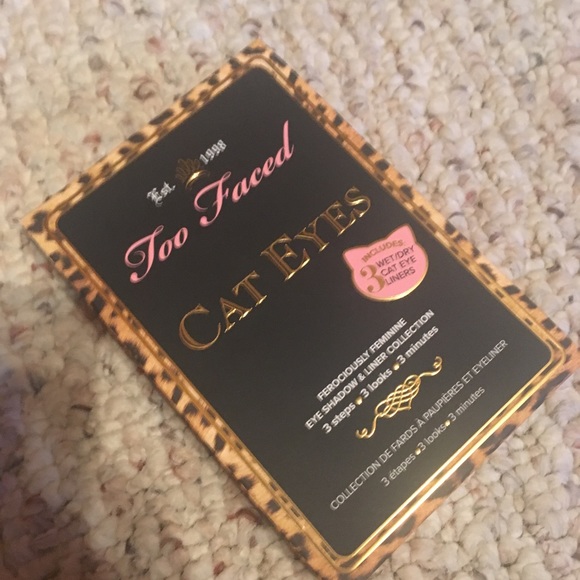 Est. 1998
Too Faced
CAT EYES
INCLUDES
3 WET/DRY
CAT EYE
LINERS
FEROCIOUSLY FEMININE
EYE SHADOW & LINER COLLECTION
3 steps • 3 looks • 3 minutes
COLLECTION DE FARDS À PAUPIÈRES ET EYELINER
3 étapes • 3 looks • 3 minutes